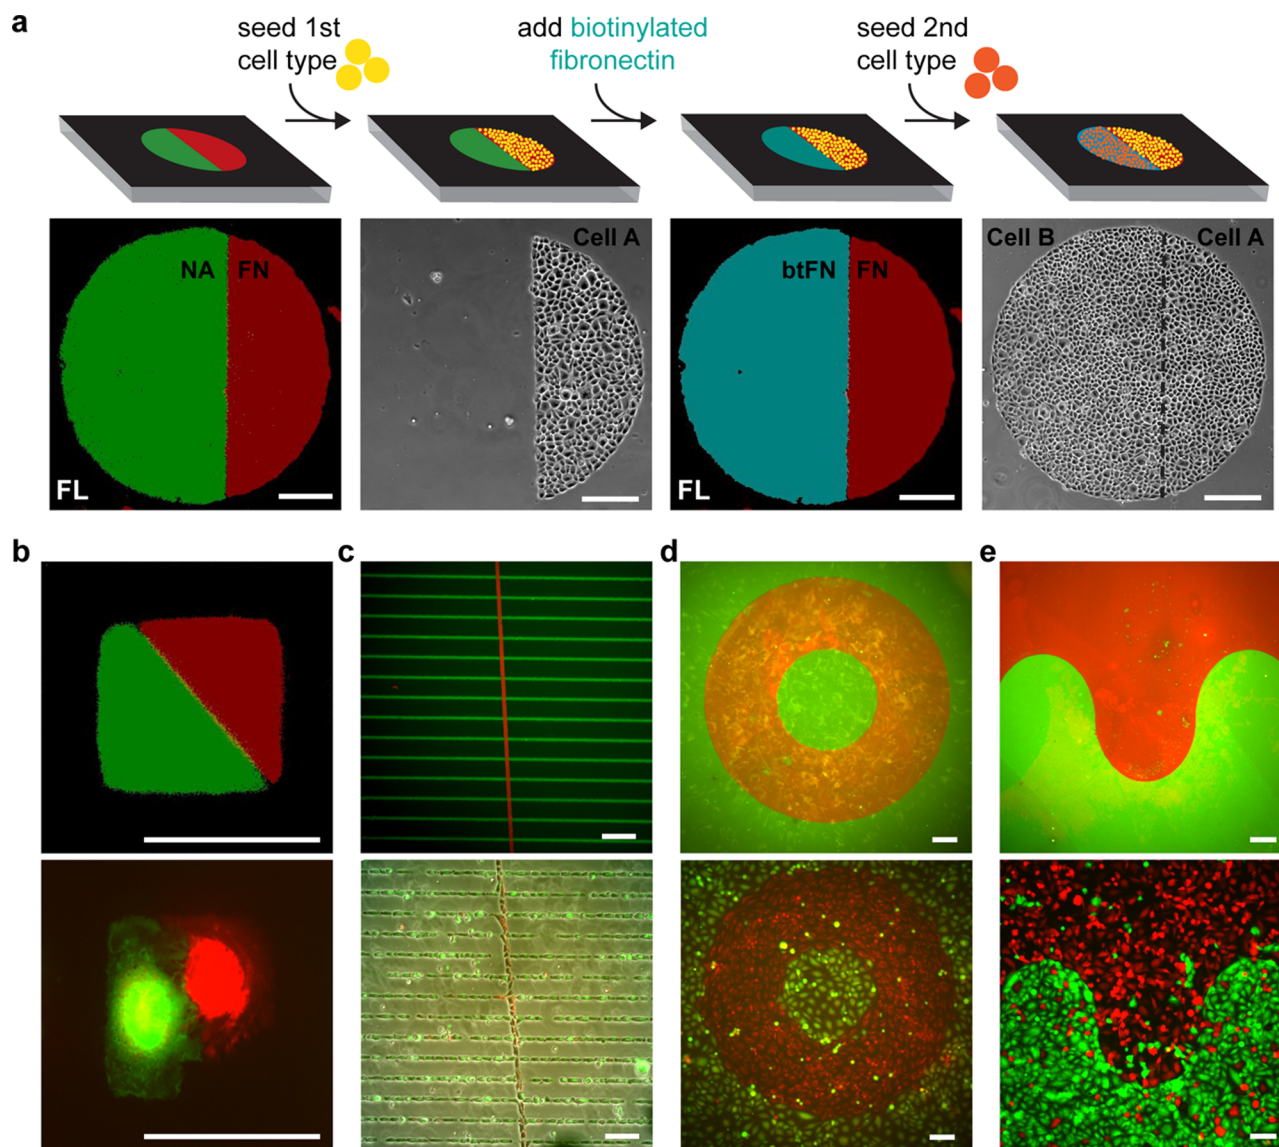 a
seed 1st
cell type
add biotinylated
fibronectin
seed 2nd
cell type
NA FN
FL
Cell A
btFN FN
FL
Cell B Cell A
b
c
d
e